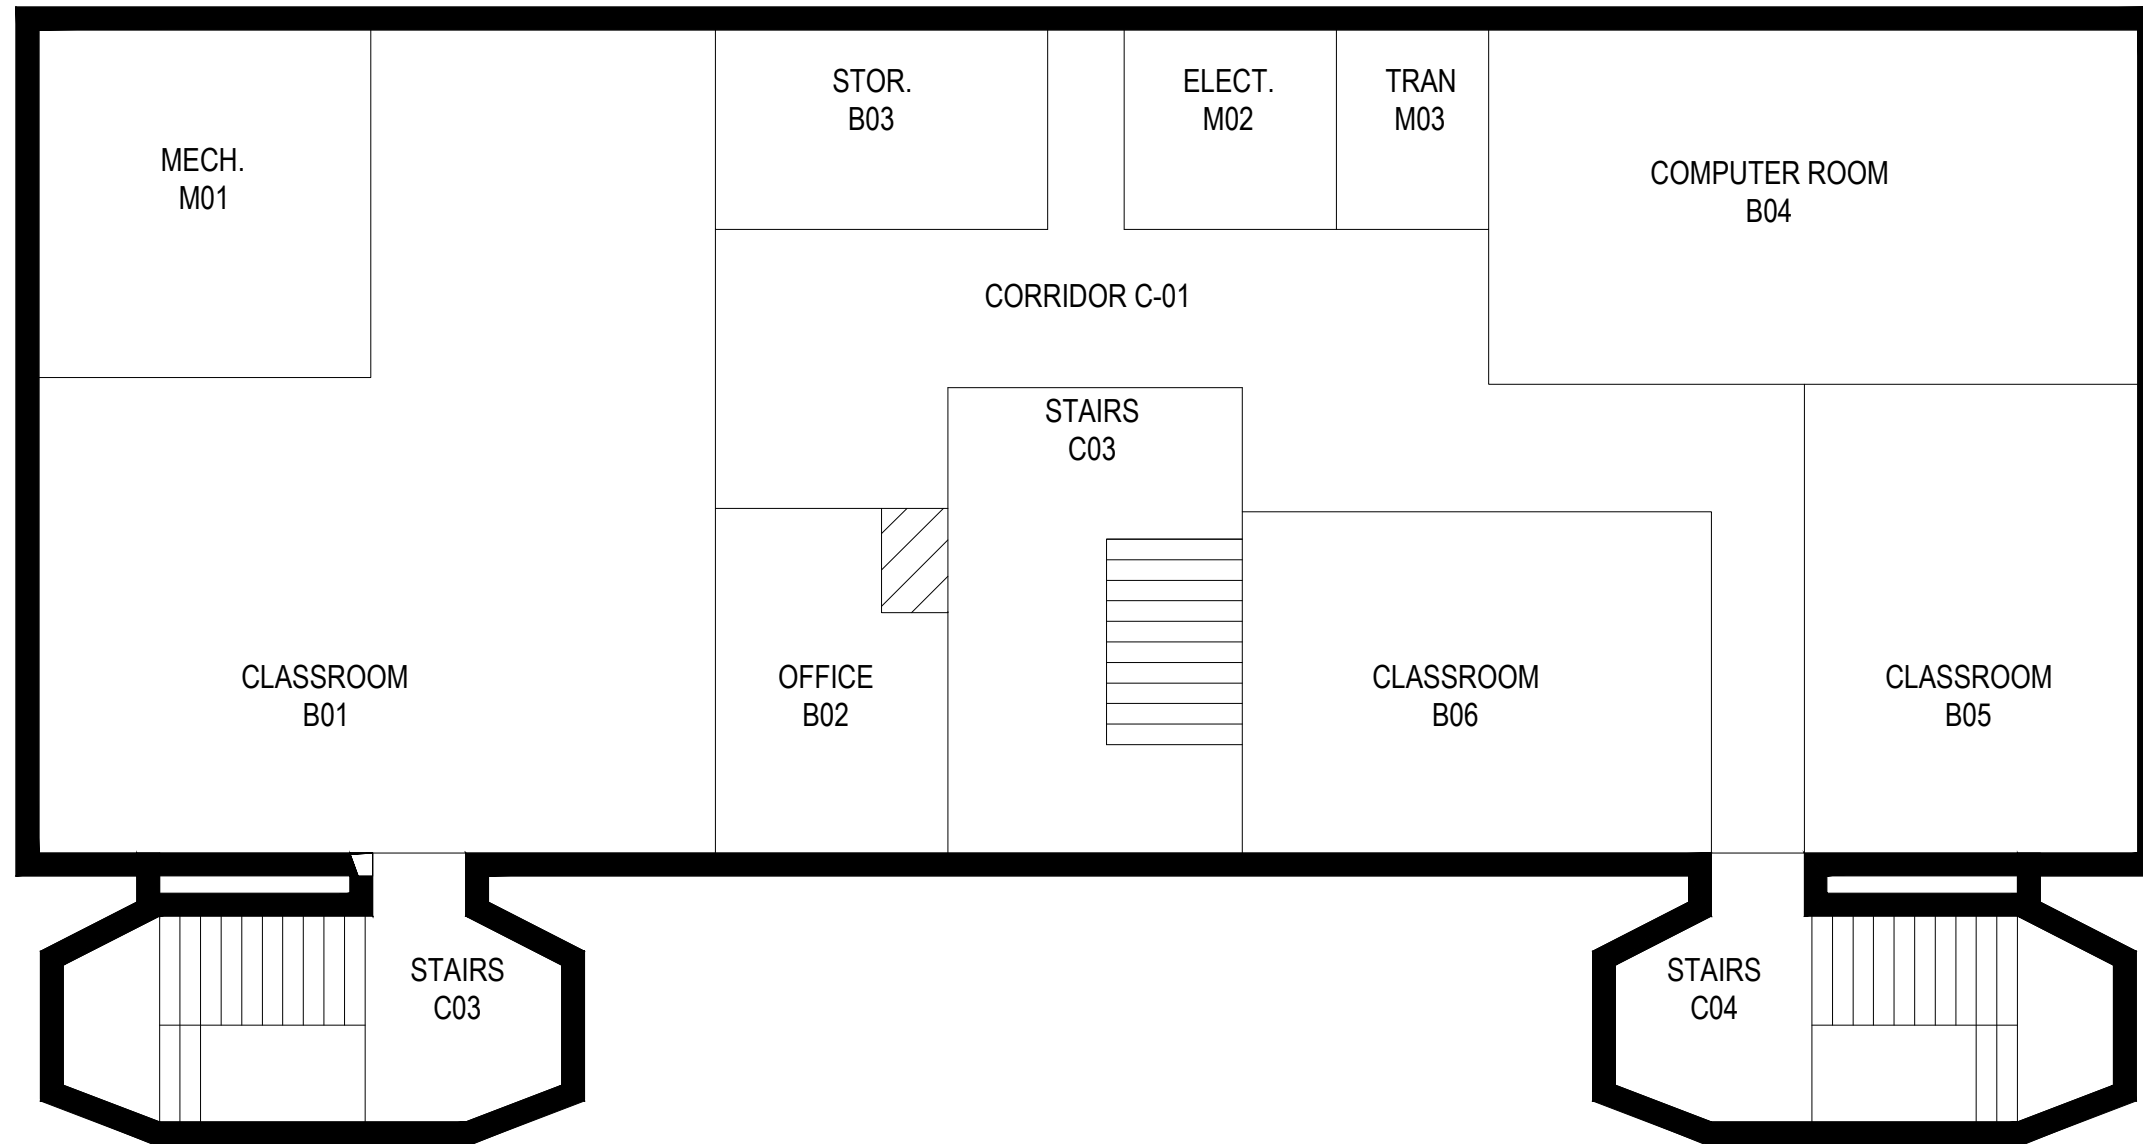 STOR.
B03
ELECT.
M02
TRAN
M03
MECH.
M01
COMPUTER ROOM
B04
CORRIDOR C-01
STAIRS
C03
CLASSROOM
B01
OFFICE
B02
CLASSROOM
B06
CLASSROOM
B05
STAIRS
C03
STAIRS
C04